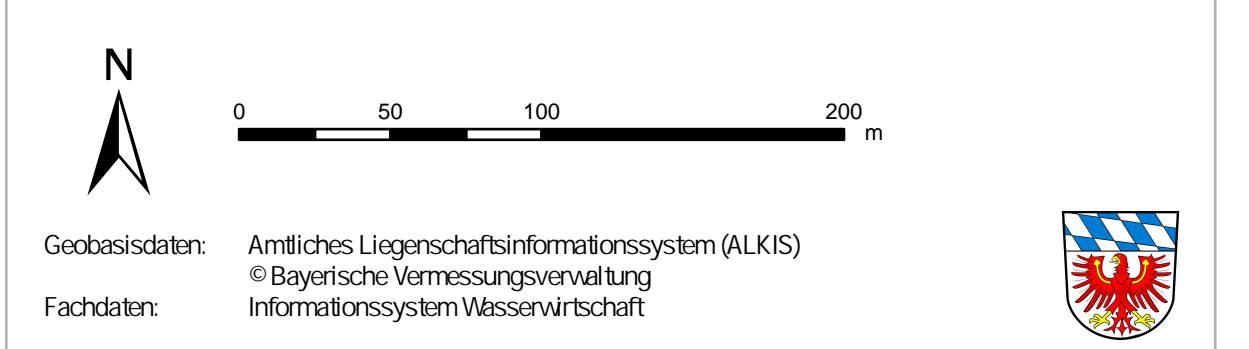 N
0 50 100 200
m
Geobasisdaten: Amtliches Liegenschaftsinformationssystem (ALKIS)
© Bayerische Vermessungsverwaltung
Fachdaten: Informationssystem Wasserwirtschaft